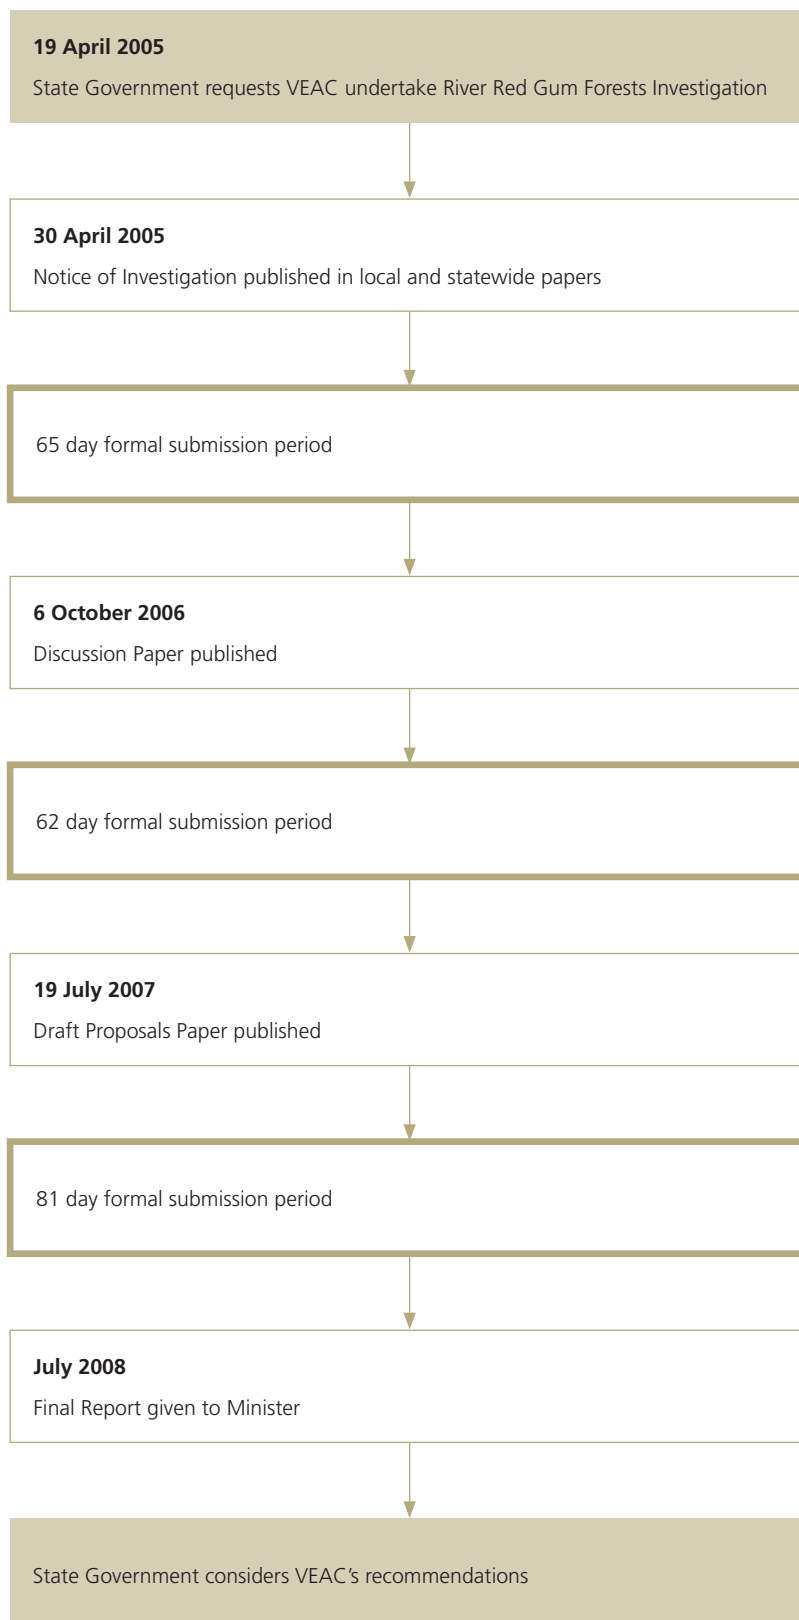 19 April 2005
State Government requests VEAC undertake River Red Gum Forests Investigation
30 April 2005
Notice of Investigation published in local and statewide papers
65 day formal submission period
6 October 2006
Discussion Paper published
62 day formal submission period
19 July 2007
Draft Proposals Paper published
81 day formal submission period
July 2008
Final Report given to Minister
State Government considers VEAC’s recommendations